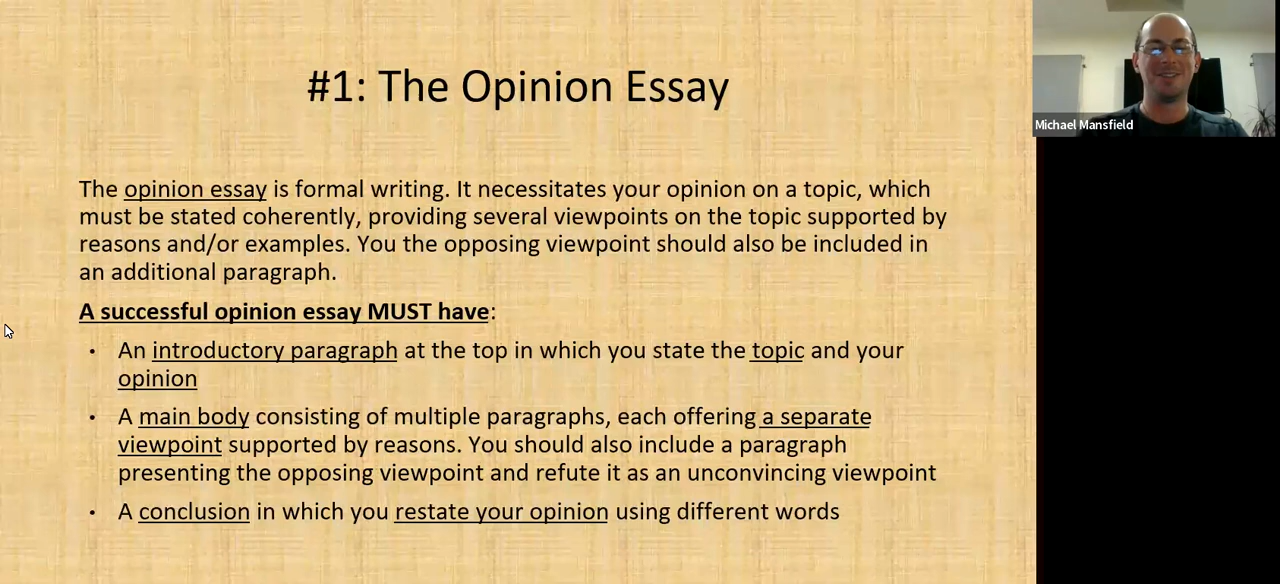 #1: The Opinion Essay
The opinion essay is formal writing. It necessitates your opinion on a topic, which
must be stated coherently, providing several viewpoints on the topic supported by
reasons and/or examples. You the opposing viewpoint should also be included in
an additional paragraph.
A successful opinion essay MUST have:
• An introductory paragraph at the top in which you state the topic and your
opinion
• A main body consisting of multiple paragraphs, each offering a separate
viewpoint supported by reasons. You should also include a paragraph
presenting the opposing viewpoint and refute it as an unconvincing viewpoint
• A conclusion in which you restate your opinion using different words
Michael Mansfield